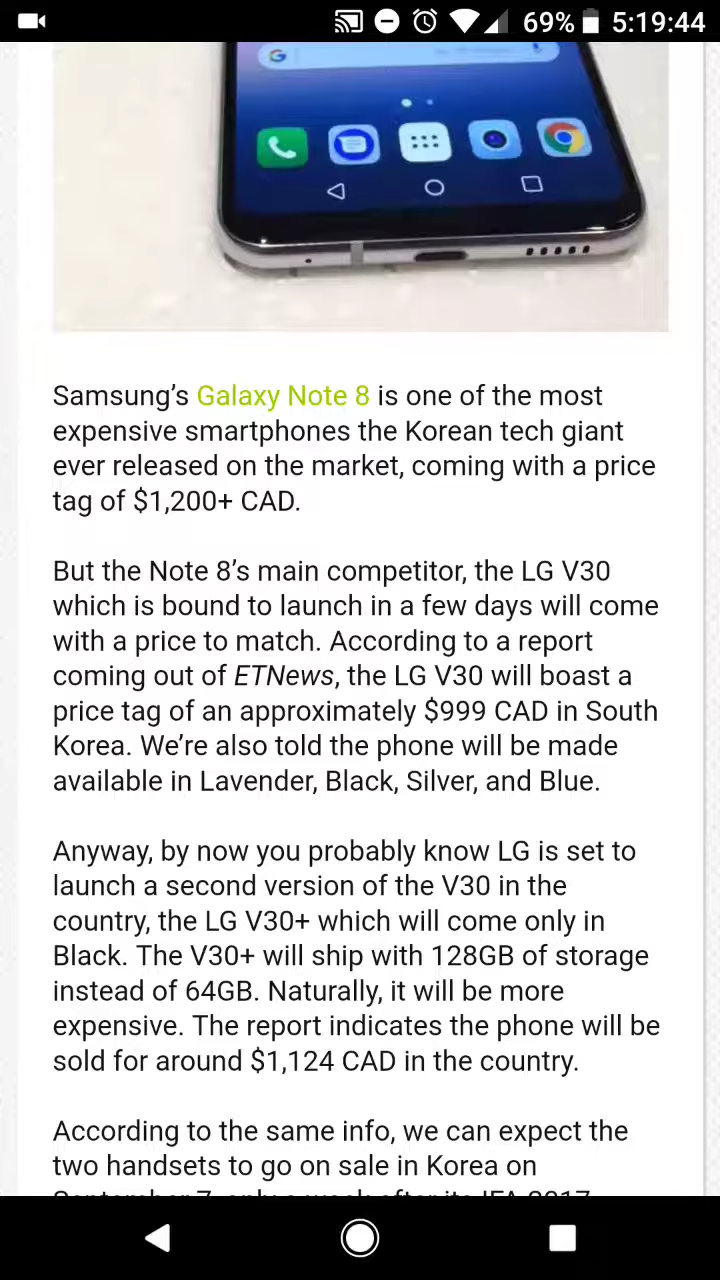 69% 5:19:44
Samsung’s Galaxy Note 8 is one of the most
expensive smartphones the Korean tech giant
ever released on the market, coming with a price
tag of $1,200+ CAD.
But the Note 8’s main competitor, the LG V30
which is bound to launch in a few days will come
with a price to match. According to a report
coming out of ETNews, the LG V30 will boast a
price tag of an approximately $999 CAD in South
Korea. We’re also told the phone will be made
available in Lavender, Black, Silver, and Blue.
Anyway, by now you probably know LG is set to
launch a second version of the V30 in the
country, the LG V30+ which will come only in
Black. The V30+ will ship with 128GB of storage
instead of 64GB. Naturally, it will be more
expensive. The report indicates the phone will be
sold for around $1,124 CAD in the country.
According to the same info, we can expect the
two handsets to go on sale in Korea on
September 7, only a week after its IFA 2017